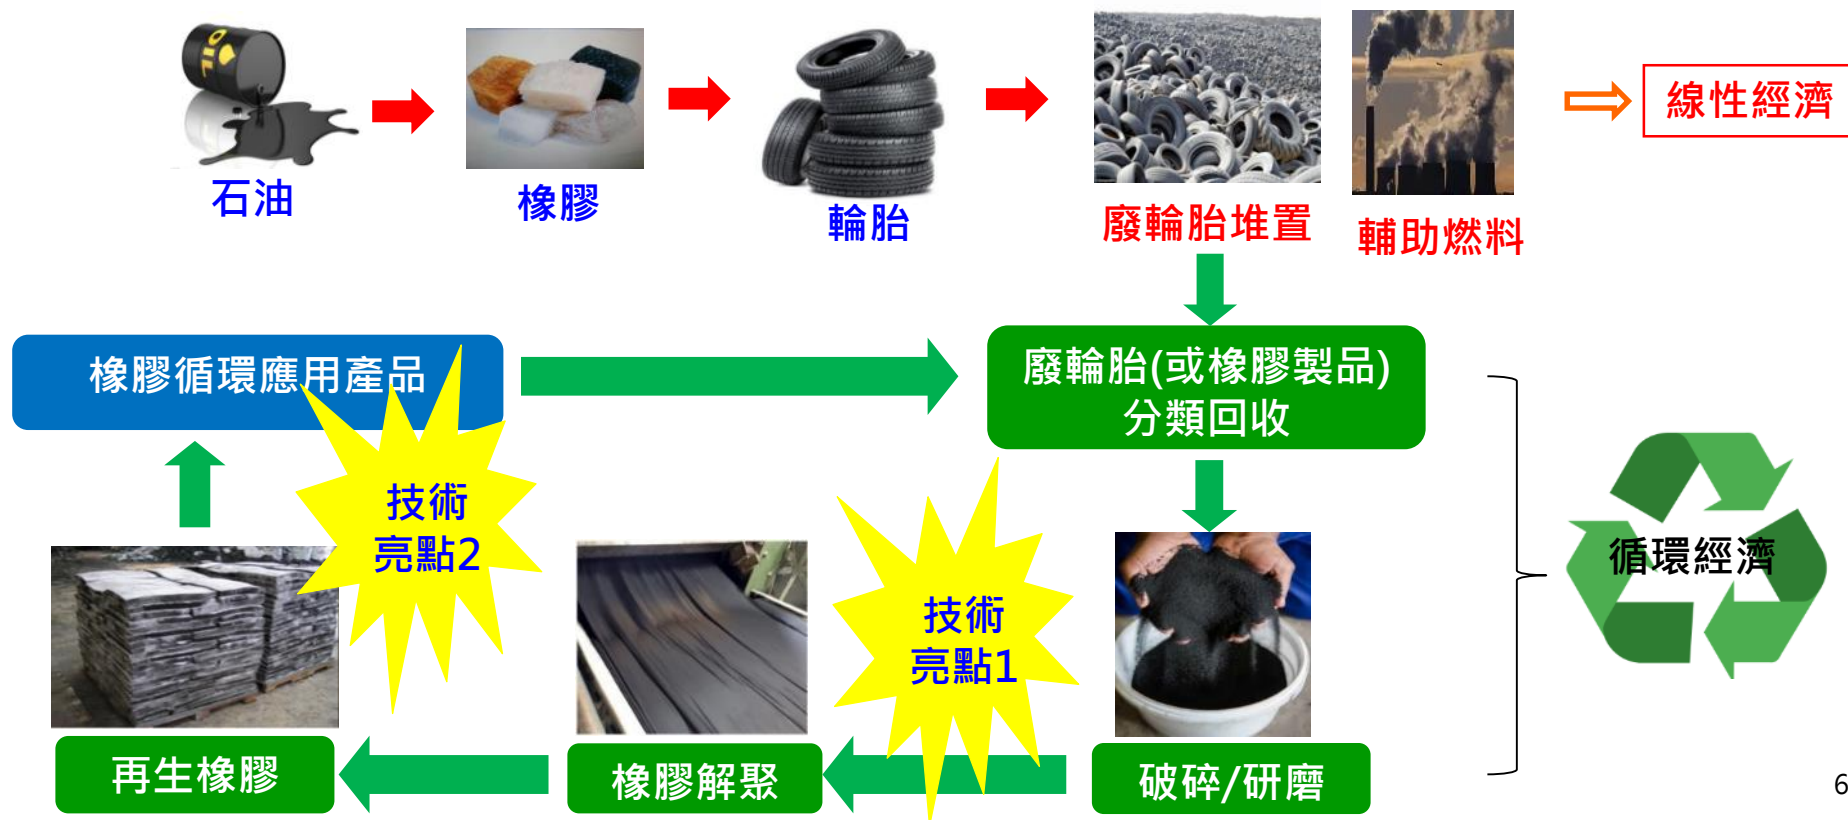 OIL
石油
橡膠
輪胎
廢輪胎堆置
輔助燃料
線性經濟
橡膠循環應用產品
廢輪胎(或橡膠製品)
分類回收
技術
亮點2
技術
亮點1
循環經濟
再生橡膠
橡膠解聚
破碎/研磨
6